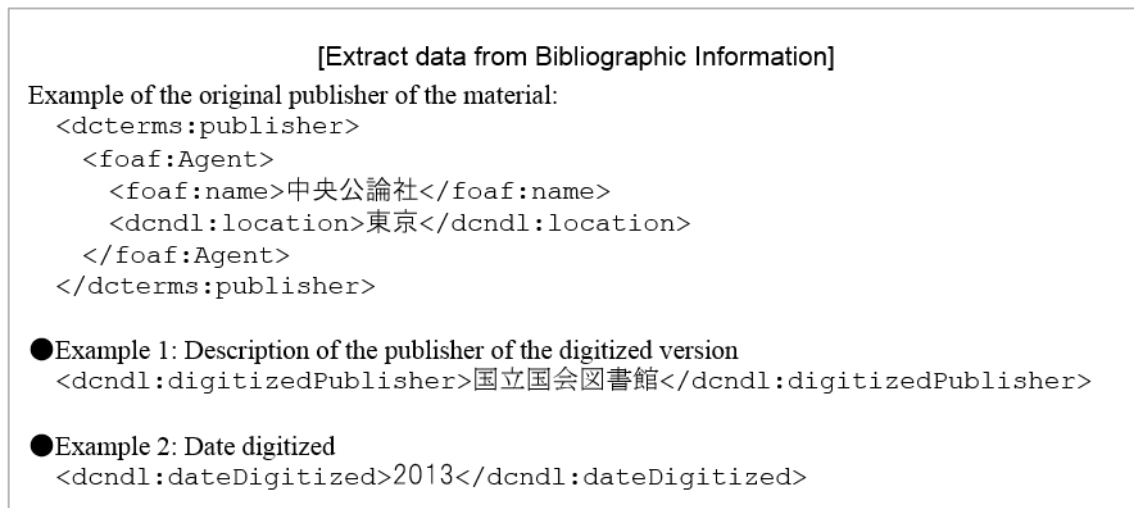 [Extract data from Bibliographic Information]
Example of the original publisher of the material:
<dcterms:publisher>
<foaf:Agent>
<foaf:name>中央公論社</foaf:name>
<dcndl:location>東京</dcndl:location>
</foaf:Agent>
</dcterms:publisher>
●Example 1: Description of the publisher of the digitized version
<dcndl:digitizedPublisher>国立国会図書館</dcndl:digitizedPublisher>
●Example 2: Date digitized
<dcndl:dateDigitized>2013</dcndl:dateDigitized>